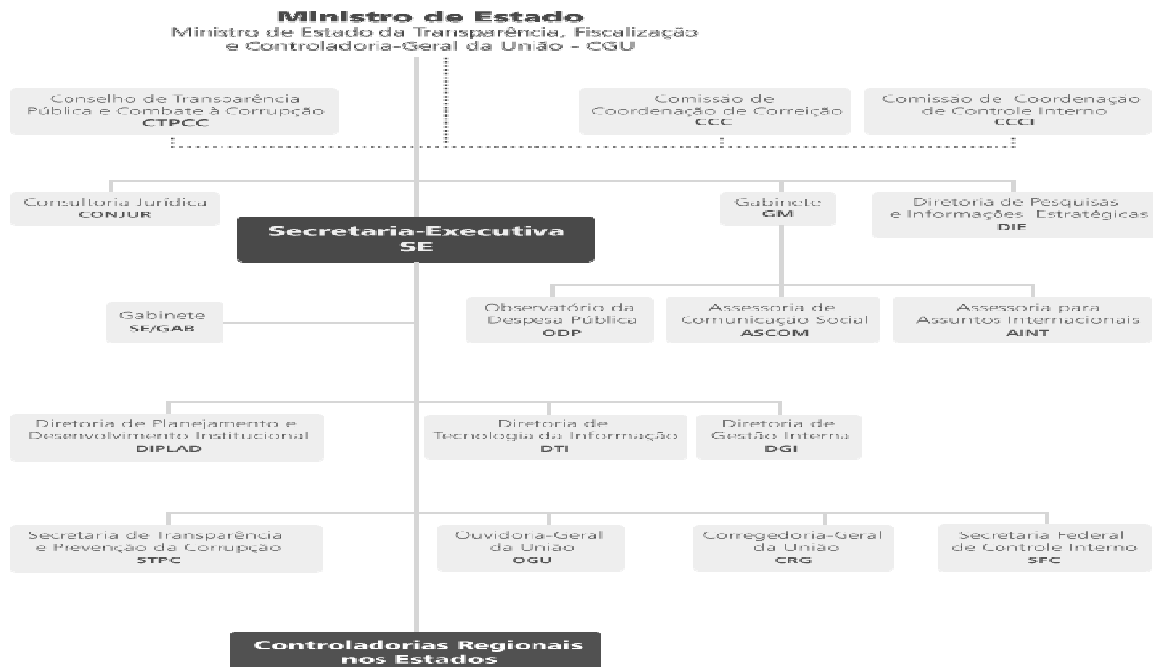 Ministro de Estado
Ministro de Estado da Transparência, Fiscalização
e Controladoria-Geral da União - CGU
Conselho de Transparência
Pública e Combate à Corrupção
CTPCC
Comissão de
Coordenação de Correição
CCC
Comissão de Coordenação
de Controle Interno
CCCI
Consultoria Jurídica
CONJUR
Secretaria-Executiva
SE
Gabinete
GM
Diretoria de Pesquisas
e Informações Estratégicas
DIE
Gabinete
SE/GAB
Observatório da
Despesa Pública
ODP
Assessoria de
Comunicação Social
ASCOM
Assessoria para
Assuntos Internacionais
AINT
Diretoria de Planejamento e
Desenvolvimento Institucional
DIPLAD
Diretoria de
Tecnologia da Informação
DTI
Diretoria de
Gestão Interna
DGI
Secretaria de Transparência
e Prevenção da Corrupção
STPC
Ouvidoria-Geral
da União
OGU
Corregedoria-Geral
da União
CRG
Secretaria Federal
de Controle Interno
SFC
Controladorias Regionais
nos Estados